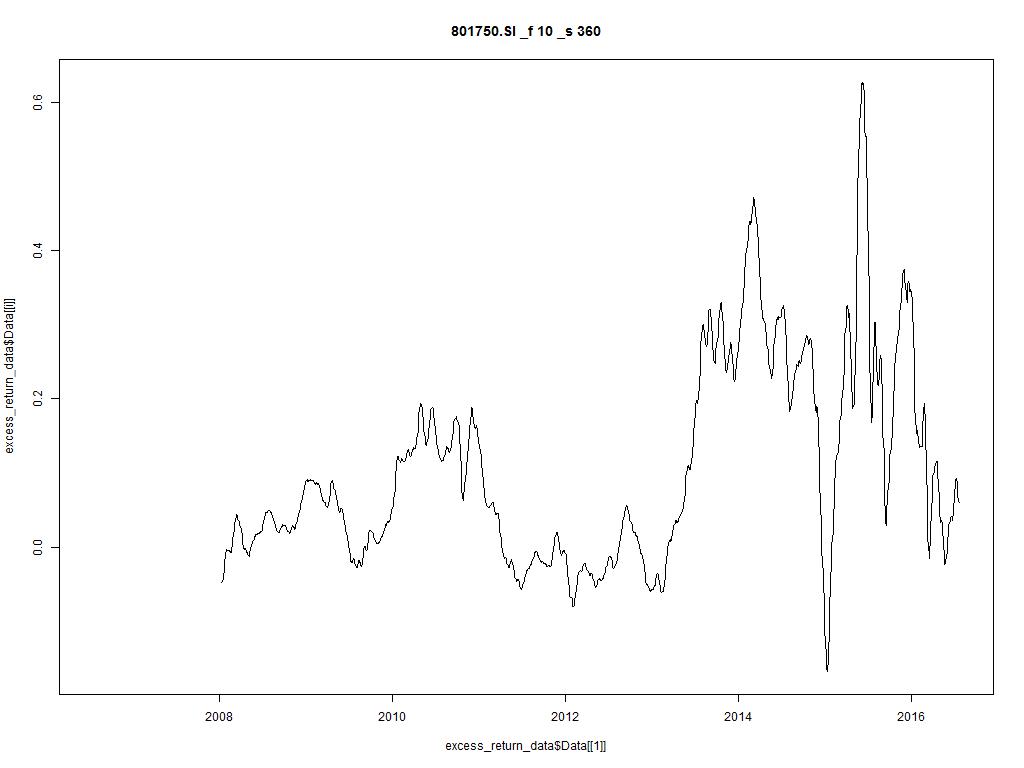 801750.SI _f 10 _s 360
0.6
0.4
0.2
0.0
excess_return_data$Data[[i]]
2008 2010 2012 2014 2016
excess_return_data$Data[[1]]